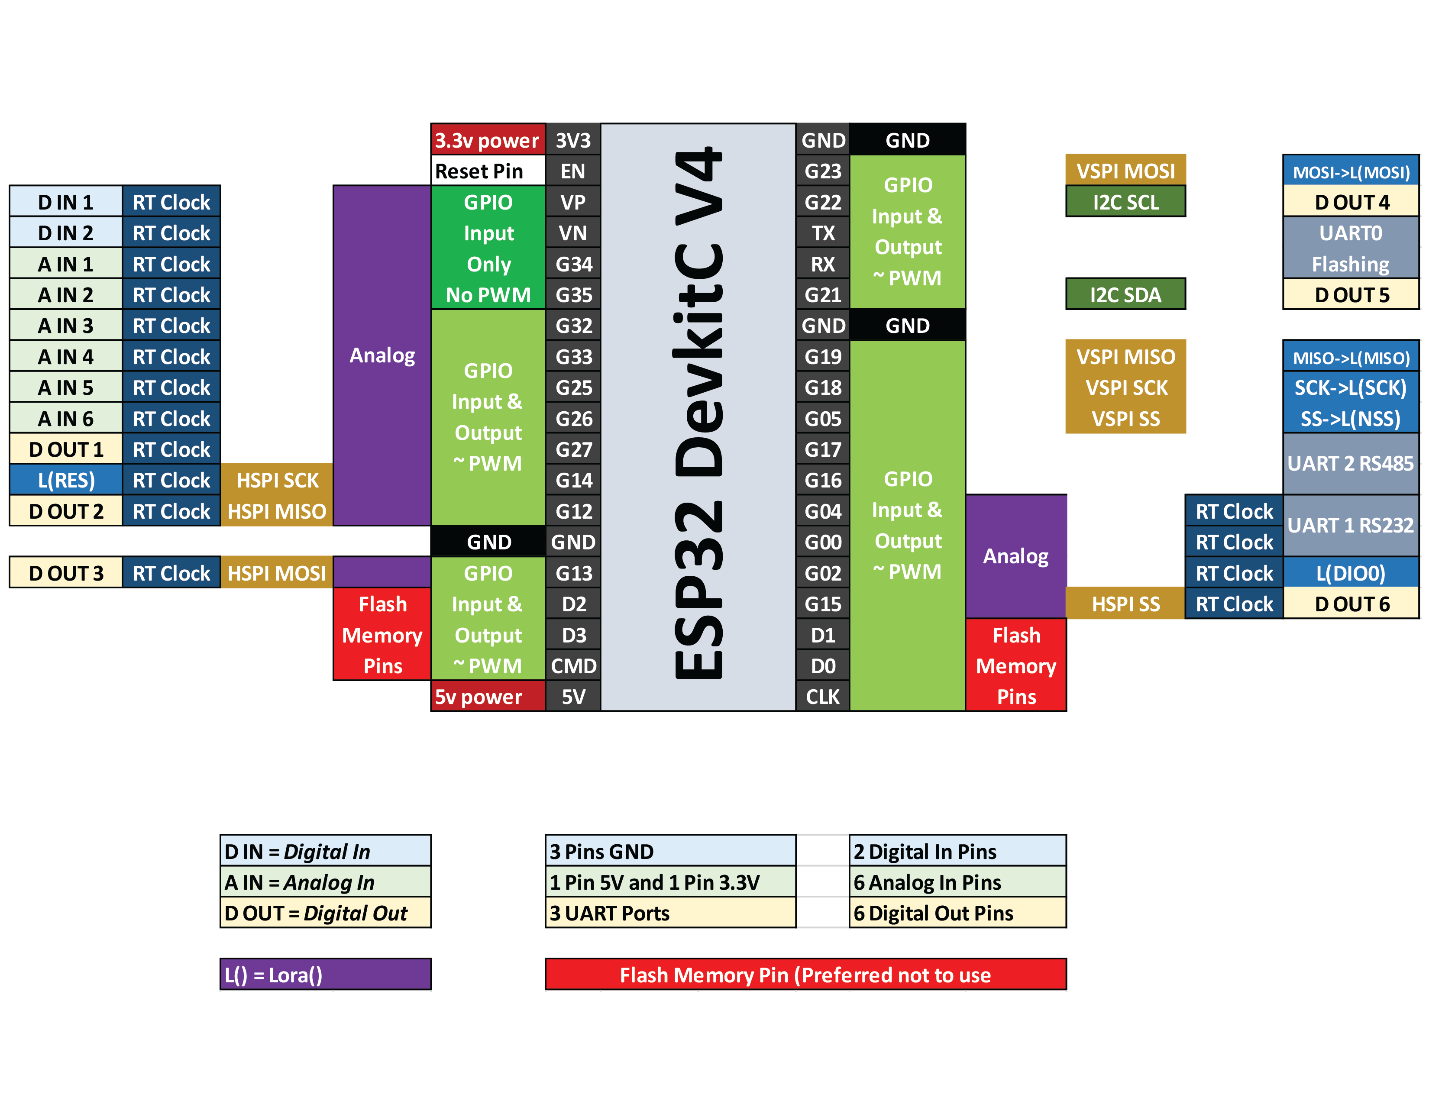 3.3v power 3V3 GND GND
Reset Pin EN G23 VSPI MOSI MOSI->L(MOSI)
D IN 1 RT Clock GPIO VP G22 GPIO I2C SCL D OUT 4
D IN 2 RT Clock Input VN TX Input & UART0
A IN 1 RT Clock Only G34 RX Output Flashing
A IN 2 RT Clock No PWM G35 G21 ~ PWM I2C SDA D OUT 5
A IN 3 RT Clock G32 GND GND
A IN 4 RT Clock Analog GPIO G33 G19 VSPI MISO MISO->L(MISO)
A IN 5 RT Clock Input & G25 G18 VSPI SCK SCK->L(SCK)
A IN 6 RT Clock Output G26 G05 VSPI SS SS->L(NSS)
D OUT 1 RT Clock ~ PWM G27 G17 UART 2 RS485
L(RES) RT Clock HSPI SCK G14 G16 GPIO
D OUT 2 RT Clock HSPI MISO G12 G04 Input & RT Clock UART 1 RS232
GND GND G00 Output Analog RT Clock
D OUT 3 RT Clock HSPI MOSI GPIO G13 G02 ~ PWM RT Clock L(DIO0)
Flash Input & D2 G15 HSPI SS RT Clock D OUT 6
Memory Output D3 D1 Flash
Pins ~ PWM CMD D0 Memory
5v power 5V CLK Pins
ESP32 DevkitC V4
D IN = Digital In 3 Pins GND 2 Digital In Pins
A IN = Analog In 1 Pin 5V and 1 Pin 3.3V 6 Analog In Pins
D OUT = Digital Out 3 UART Ports 6 Digital Out Pins
L() = Lora() Flash Memory Pin (Preferred not to use